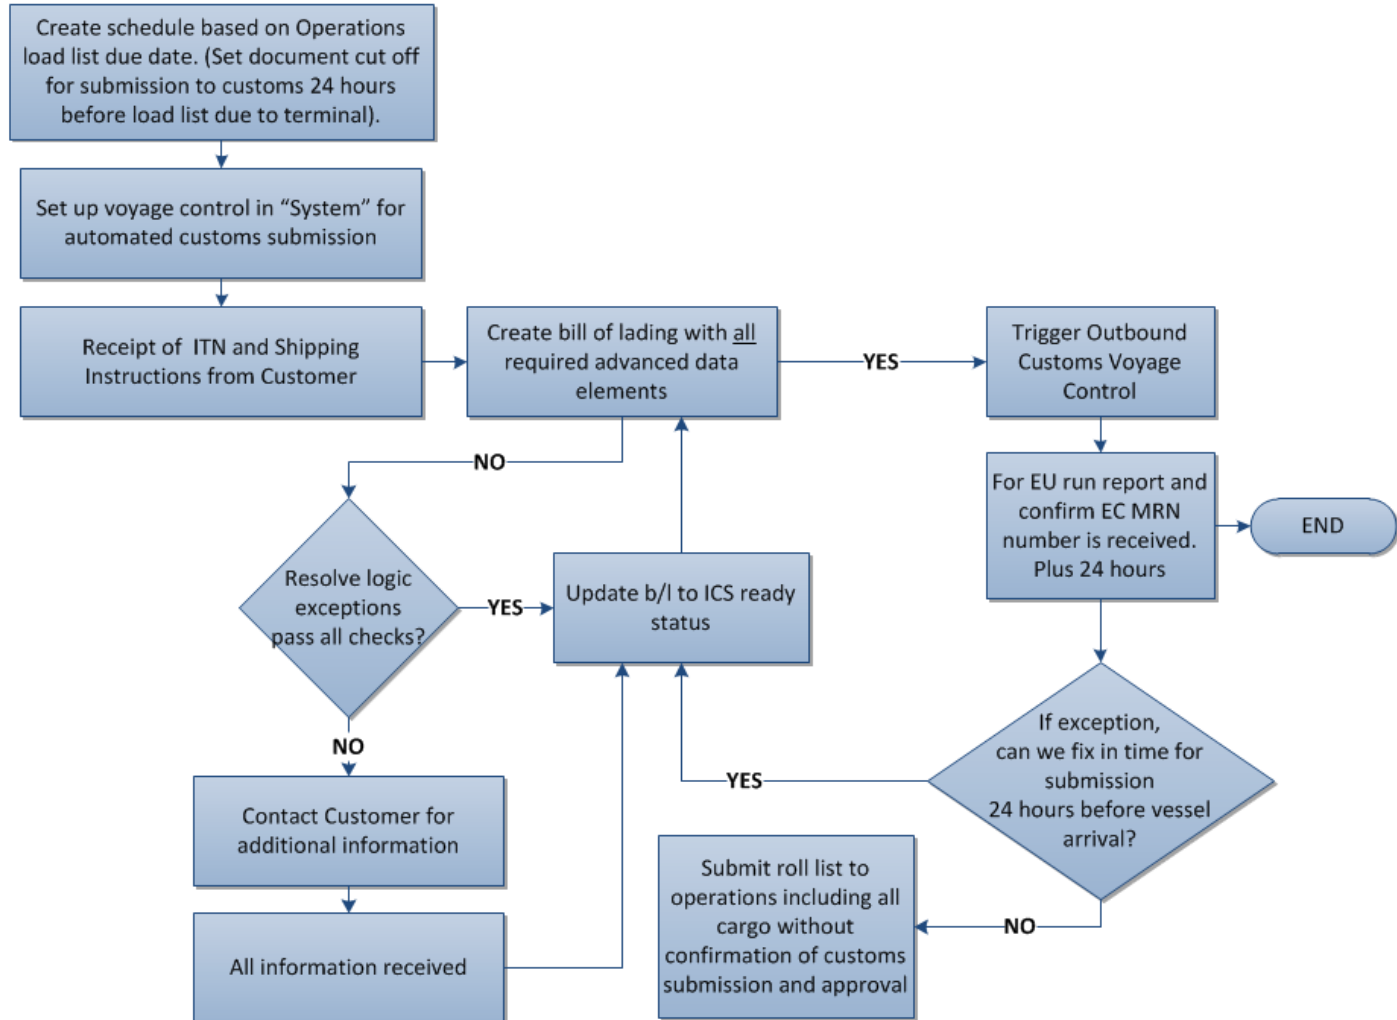 Create schedule based on Operations
load list due date. (Set document cut off
for submission to customs 24 hours
before load list due to terminal).
Set up voyage control in “System” for
automated customs submission
Receipt of ITN and Shipping
Instructions from Customer
Create bill of lading with all
required advanced data
elements
YES
Trigger Outbound
Customs Voyage
Control
NO
For EU run report and
confirm EC MRN
number is received.
Plus 24 hours
END
Resolve logic
exceptions
pass all checks?
YES
Update b/l to ICS ready
status
NO
If exception,
can we fix in time for
submission
24 hours before vessel
arrival?
YES
Contact Customer for
additional information
Submit roll list to
operations including all
cargo without
confirmation of customs
submission and approval
NO
All information received